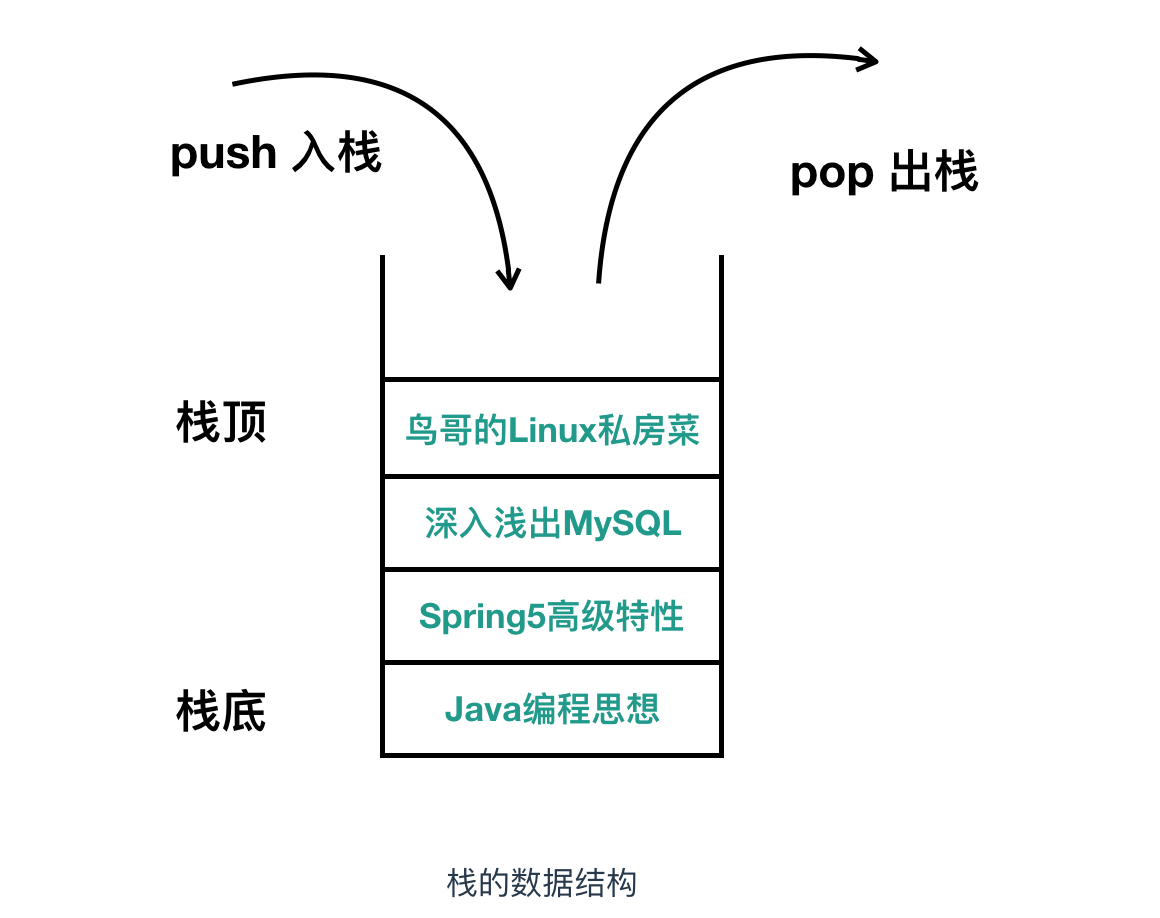 push 入栈
pop 出栈
栈顶
鸟哥的Linux私房菜
深入浅出MySQL
Spring5高级特性
栈底
Java编程思想
栈的数据结构